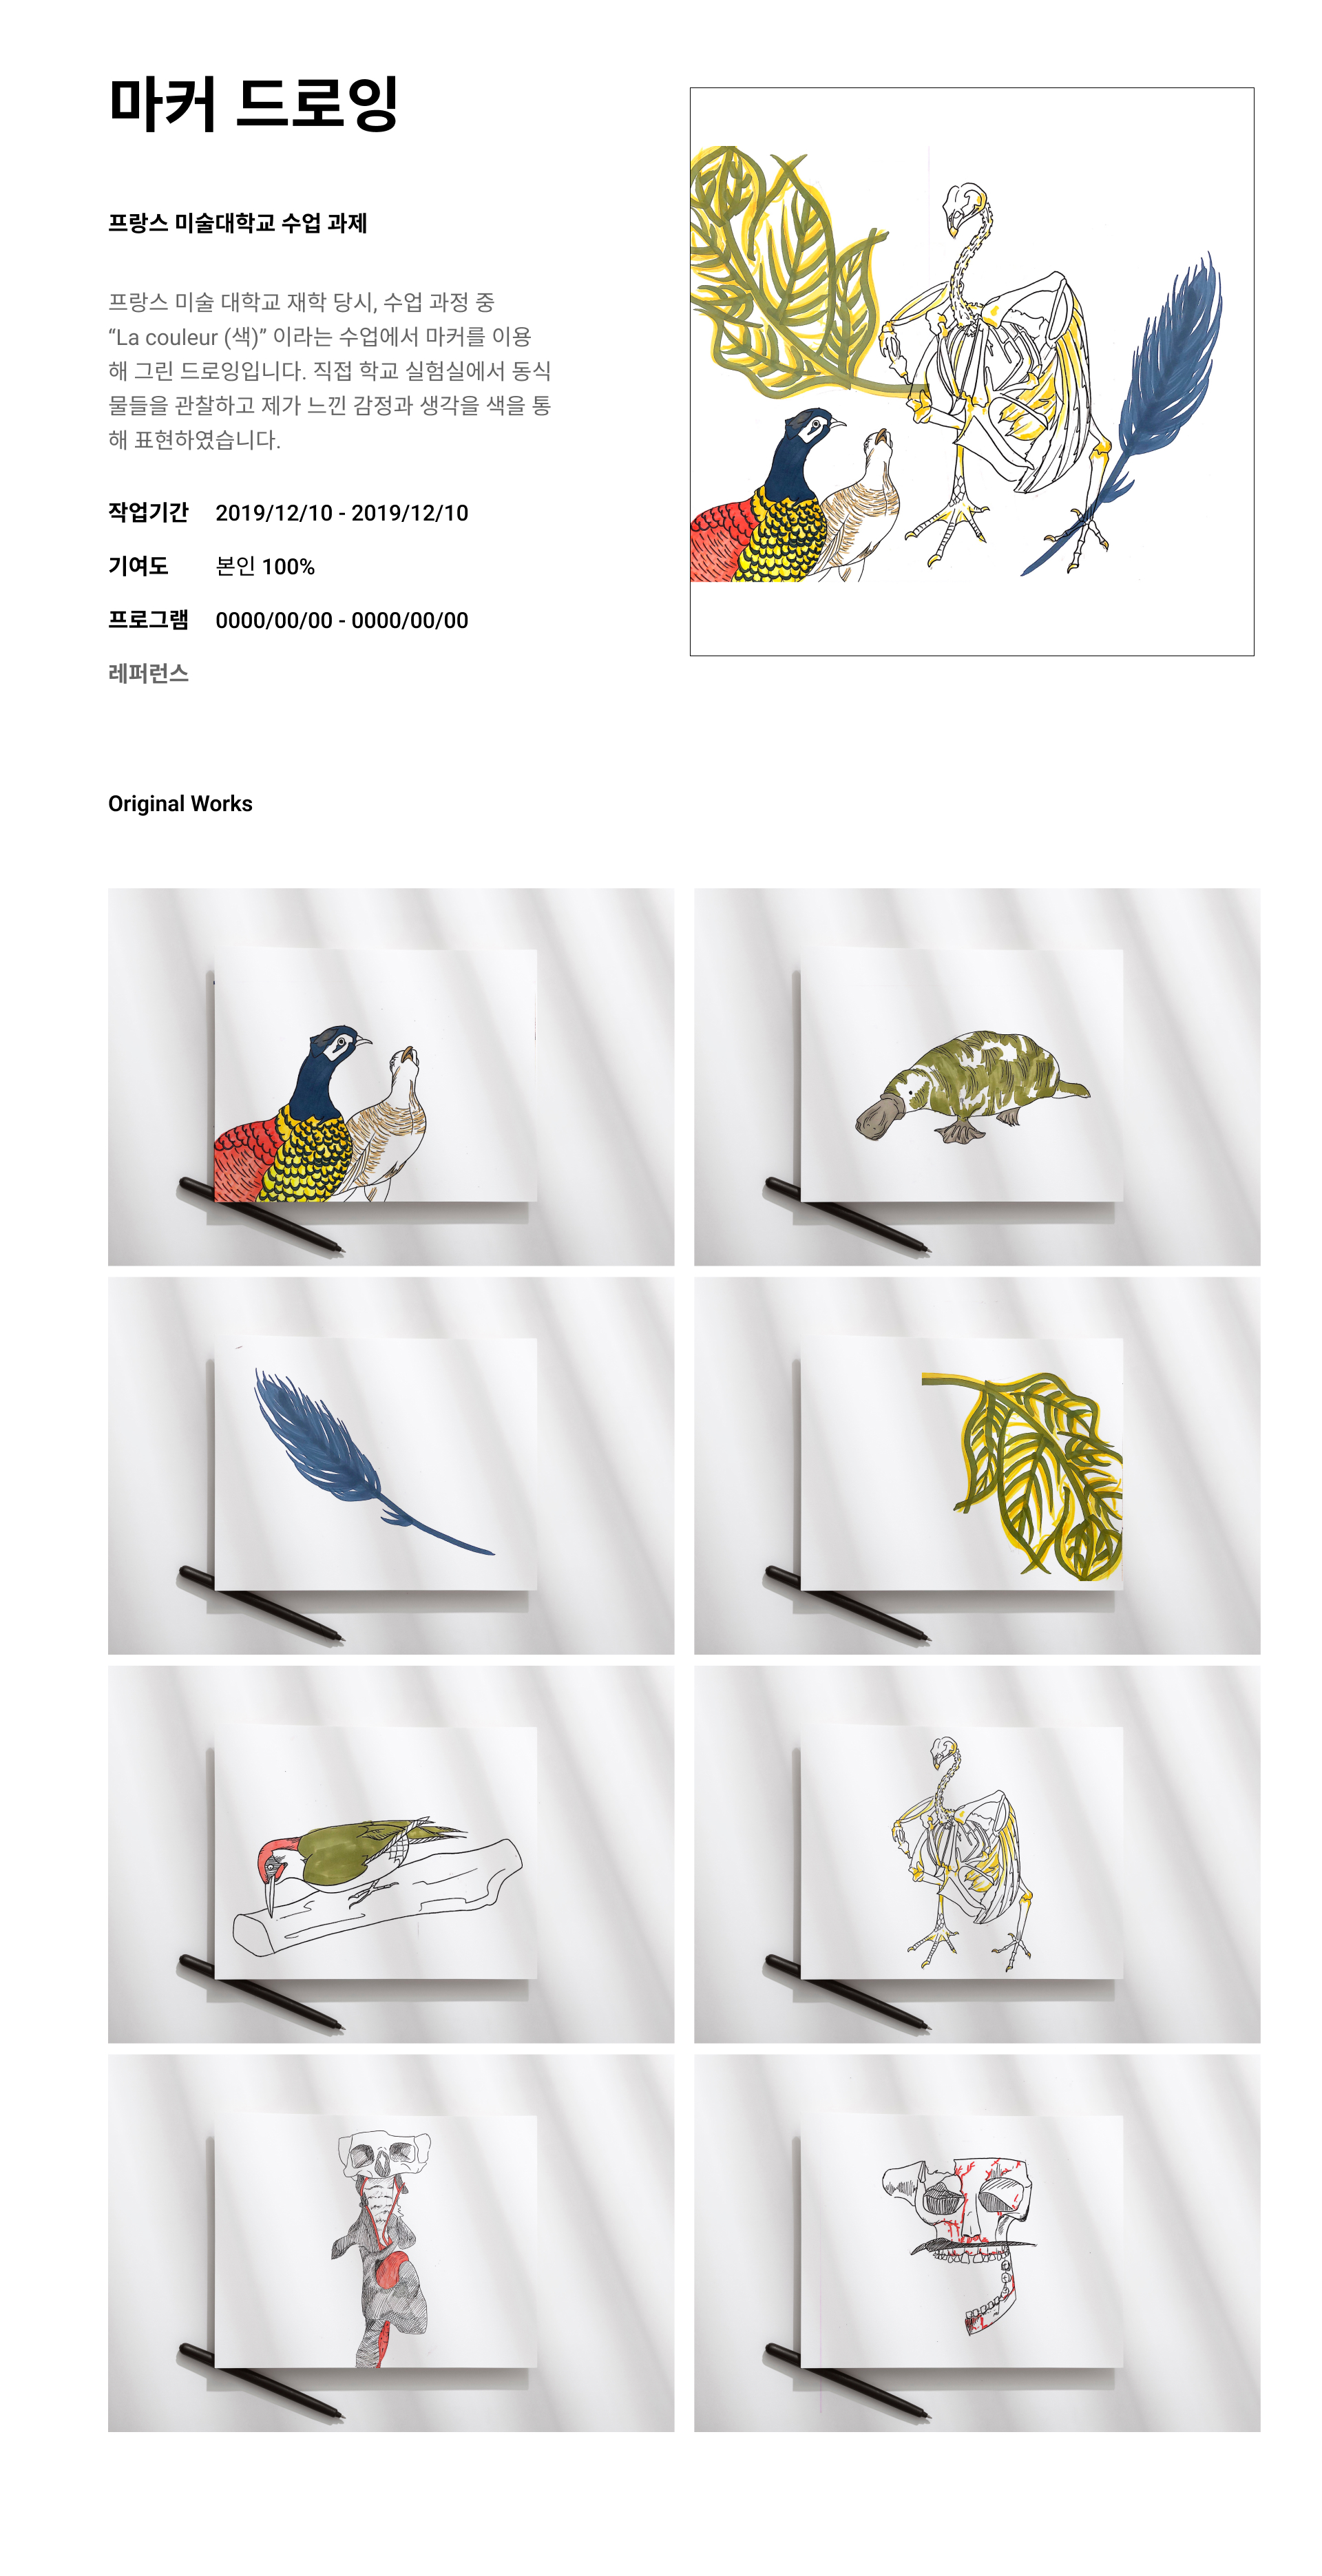 마커 드로잉
프랑스 미술대학교 수업 과제
프랑스 미술 대학교 재학 당시, 수업 과정 중
“La couleur (색)” 이라는 수업에서 마커를 이용
해 그린 드로잉입니다. 직접 학교 실험실에서 동식
물들을 관찰하고 제가 느낀 감정과 생각을 색을 통
해 표현하였습니다.
작업기간 2019/12/10 - 2019/12/10
기여도 본인 100%
프로그램 0000/00/00 - 0000/00/00
레퍼런스
Original Works